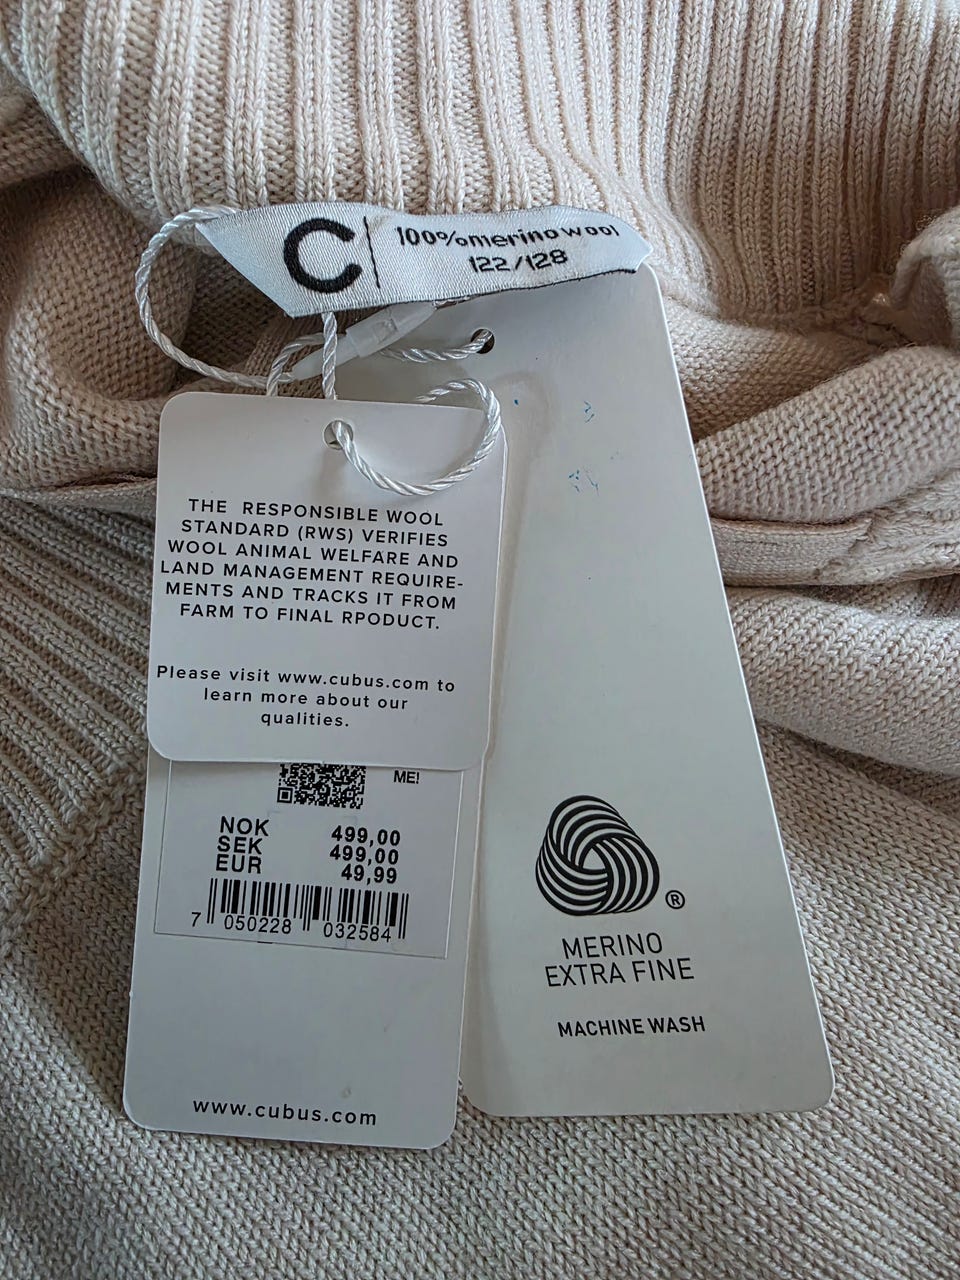 C 100%merino wool
122/128
THE RESPONSIBLE WOOL
STANDARD (RWS) VERIFIES
WOOL ANIMAL WELFARE AND
LAND MANAGEMENT REQUIRE-
MENTS AND TRACKS IT FROM
FARM TO FINAL RPODUCT.
Please visit www.cubus.com to
learn more about our
qualities.
ME!
NOK 499,00
SEK 499,00
EUR 49,99
7 050228 032584
www.cubus.com
®
MERINO
EXTRA FINE
MACHINE WASH